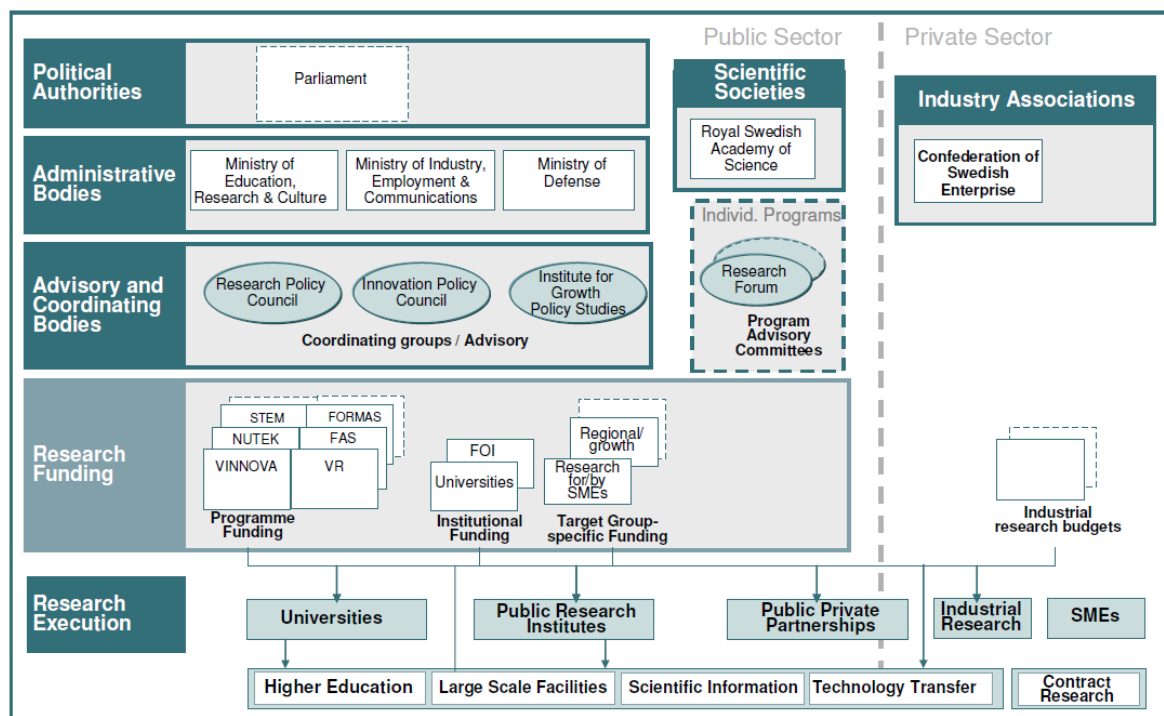 Public Sector
Private Sector
Political
Authorities
Parliament
Scientific
Societies
Royal Swedish
Academy of
Science
Industry Associations
Confederation of
Swedish
Enterprise
Administrative
Bodies
Ministry of
Education,
Research & Culture
Ministry of Industry,
Employment &
Communications
Ministry of
Defense
Individ. Programs
Research
Forum
Program
Advisory
Committees
Advisory and
Coordinating
Bodies
Research Policy
Council
Innovation Policy
Council
Institute for
Growth
Policy Studies
Coordinating groups / Advisory
Research
Funding
STEM
FORMAS
NUTEK
FAS
VINNOVA
VR
Programme
Funding
FOI
Universities
Institutional
Funding
Regional/
growth
Research
for/by
SMEs
Target Group-
specific Funding
Industrial
research budgets
Research
Execution
Universities
Public Research
Institutes
Public Private
Partnerships
Industrial
Research
SMEs
Higher Education
Large Scale Facilities
Scientific Information
Technology Transfer
Contract
Research